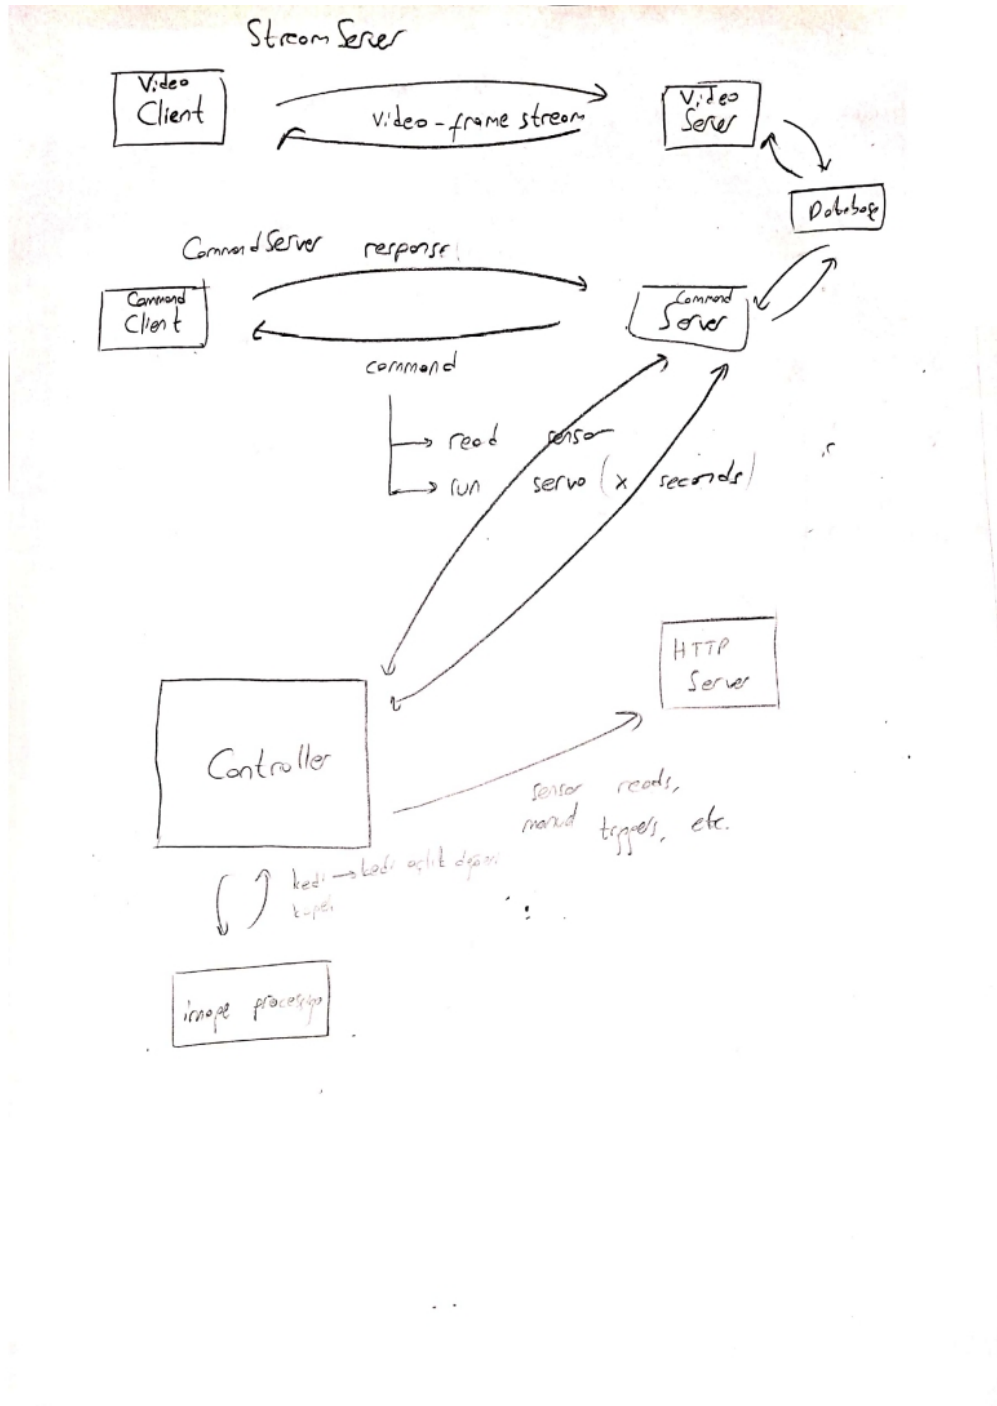 Stream Server
Video
Client
Video-frame stream
Video
Server
Database
Command Server
response
Command
Client
Command
Server
command
read sensor
run servo (x seconds)
HTTP
Server
Controller
sensor reads,
manual triggers, etc.
kedi → kedi
image processing